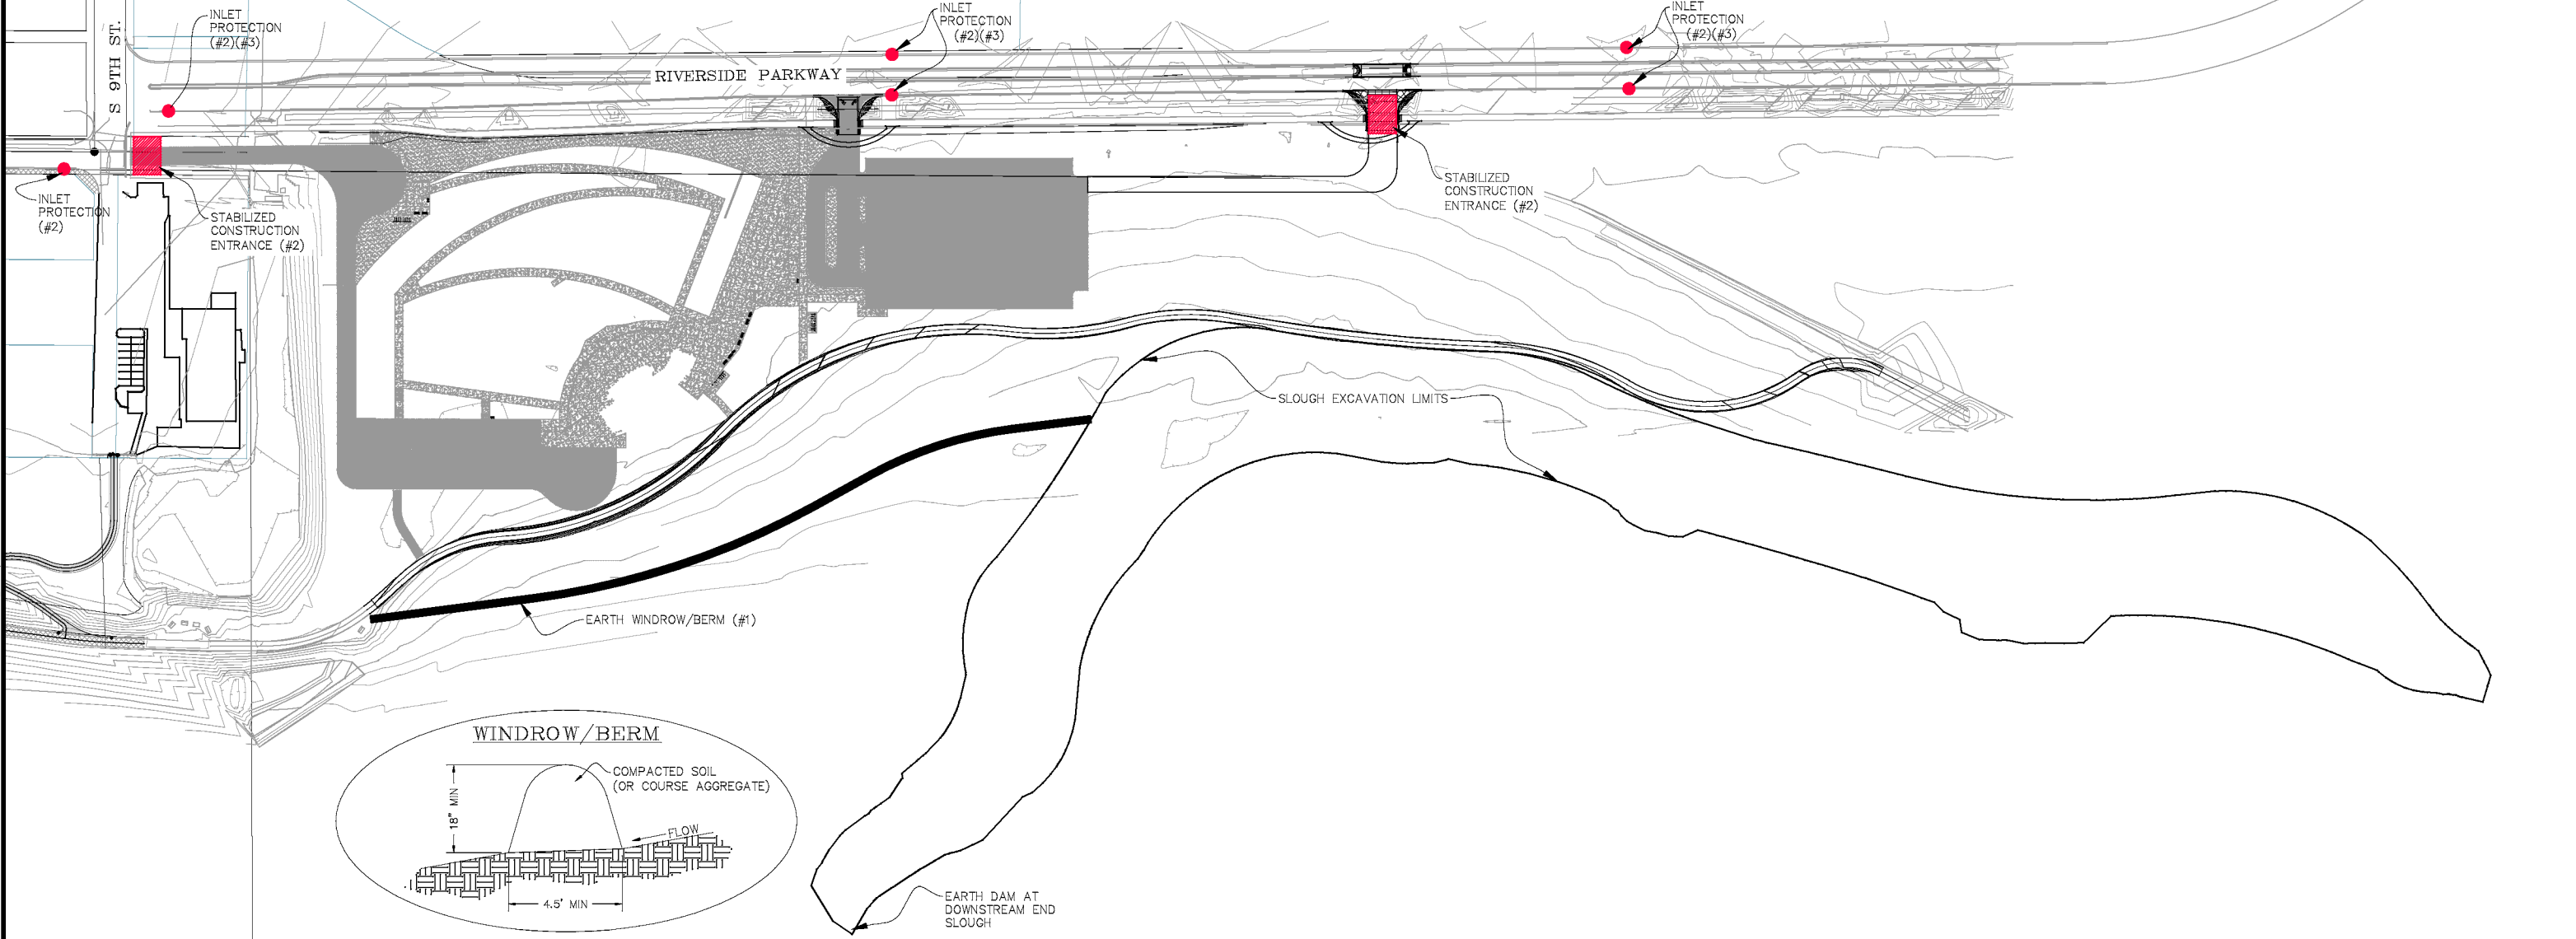 INLET
PROTECTION
(#2)(#3)
INLET
PROTECTION
(#2)(#3)
INLET
PROTECTION
(#2)(#3)
S 9TH ST.
RIVERSIDE PARKWAY
INLET
PROTECTION
(#2)
STABILIZED
CONSTRUCTION
ENTRANCE (#2)
STABILIZED
CONSTRUCTION
ENTRANCE (#2)
SLOUGH EXCAVATION LIMITS
EARTH WINDROW/BERM (#1)
WINDROW/BERM
COMPACTED SOIL
(OR COURSE AGGREGATE)
18" MIN
FLOW
4.5' MIN
EARTH DAM AT
DOWNSTREAM END
SLOUGH